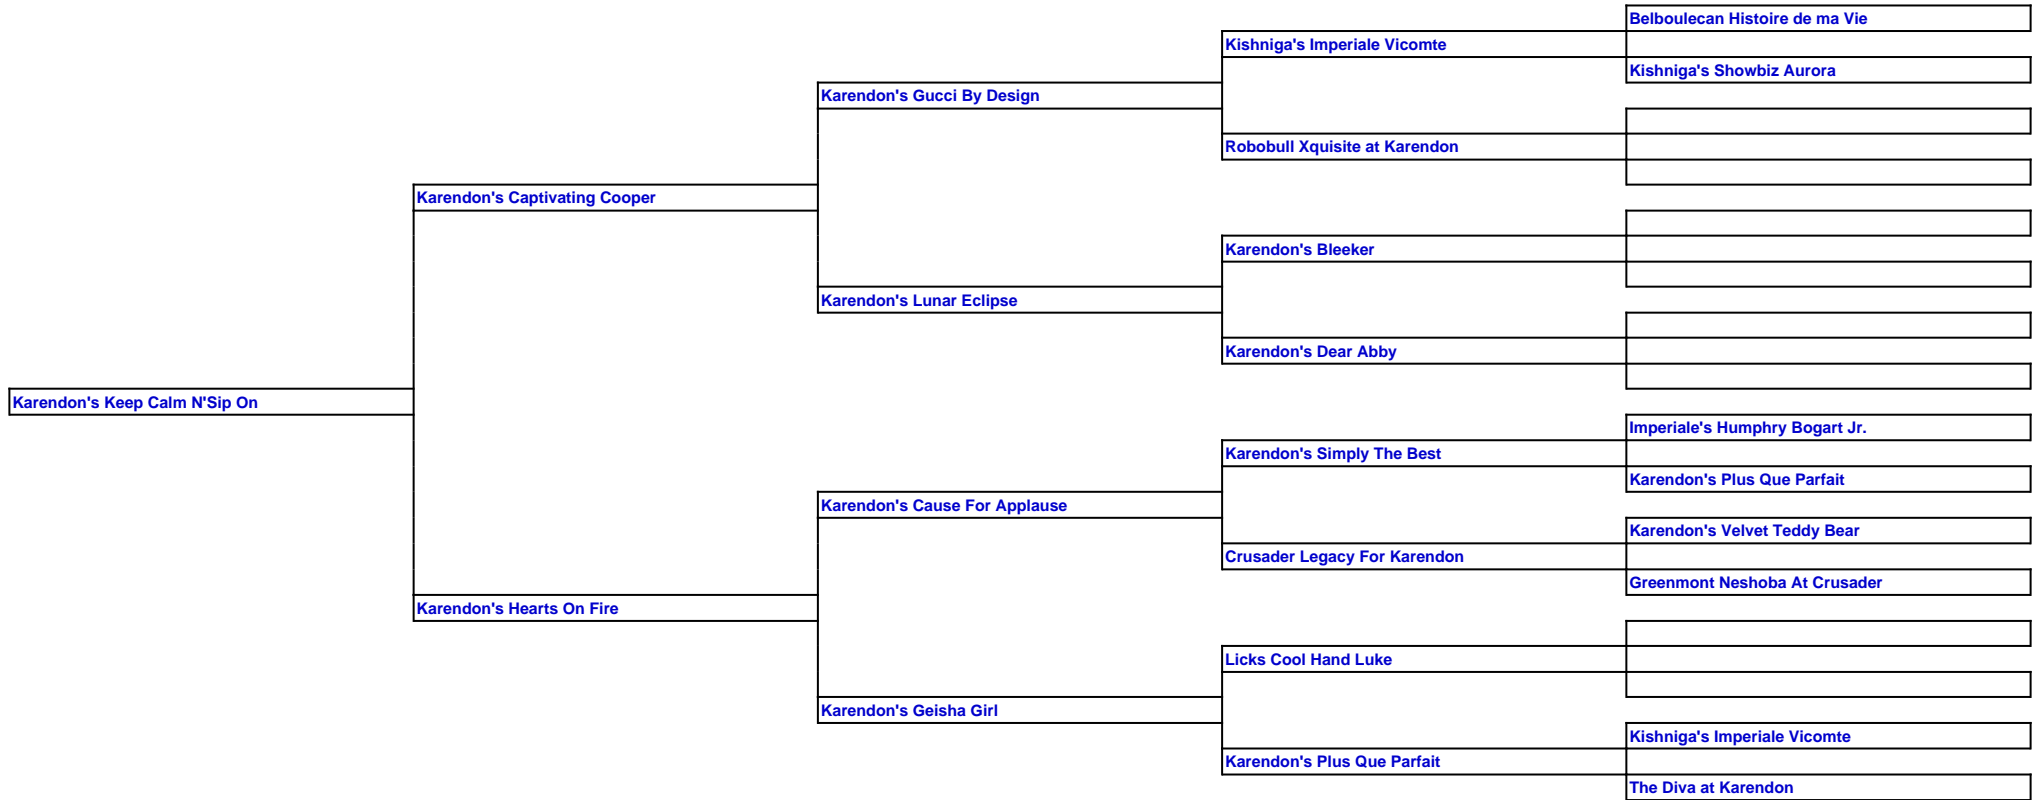 Belboulecan Histoire de ma Vie
Kishniga's Imperiale Vicomte
Kishniga's Showbiz Aurora
Karendon's Gucci By Design
Robobull Xquisite at Karendon
Karendon's Captivating Cooper
Karendon's Bleeker
Karendon's Lunar Eclipse
Karendon's Dear Abby
Karendon's Keep Calm N'Sip On
Imperiale's Humphry Bogart Jr.
Karendon's Simply The Best
Karendon's Plus Que Parfait
Karendon's Cause For Applause
Karendon's Velvet Teddy Bear
Crusader Legacy For Karendon
Greenmont Neshoba At Crusader
Karendon's Hearts On Fire
Licks Cool Hand Luke
Karendon's Geisha Girl
Kishniga's Imperiale Vicomte
Karendon's Plus Que Parfait
The Diva at Karendon